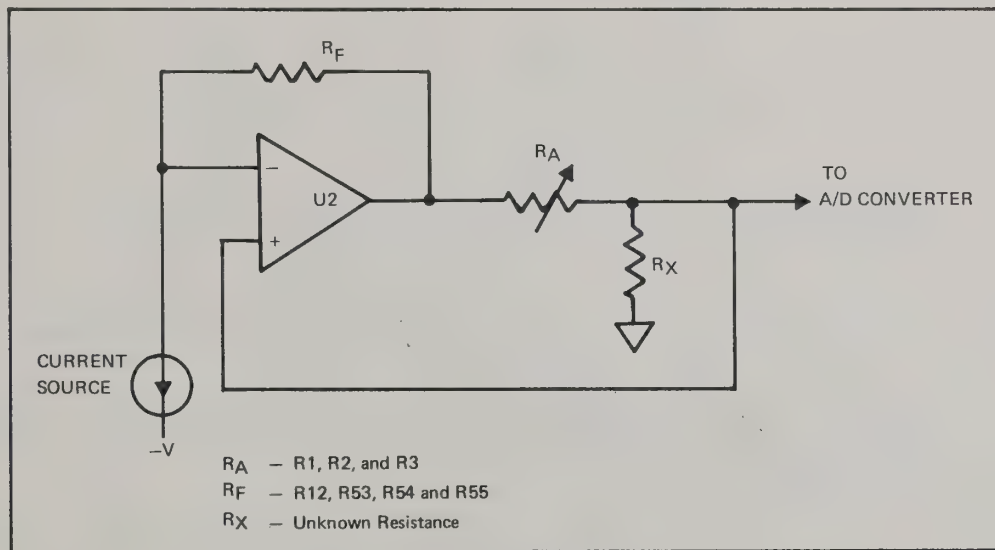 RF
−
U2
+
RA
TO
A/D CONVERTER
RX
CURRENT
SOURCE
−V
RA − R1, R2, and R3
RF − R12, R53, R54 and R55
RX − Unknown Resistance